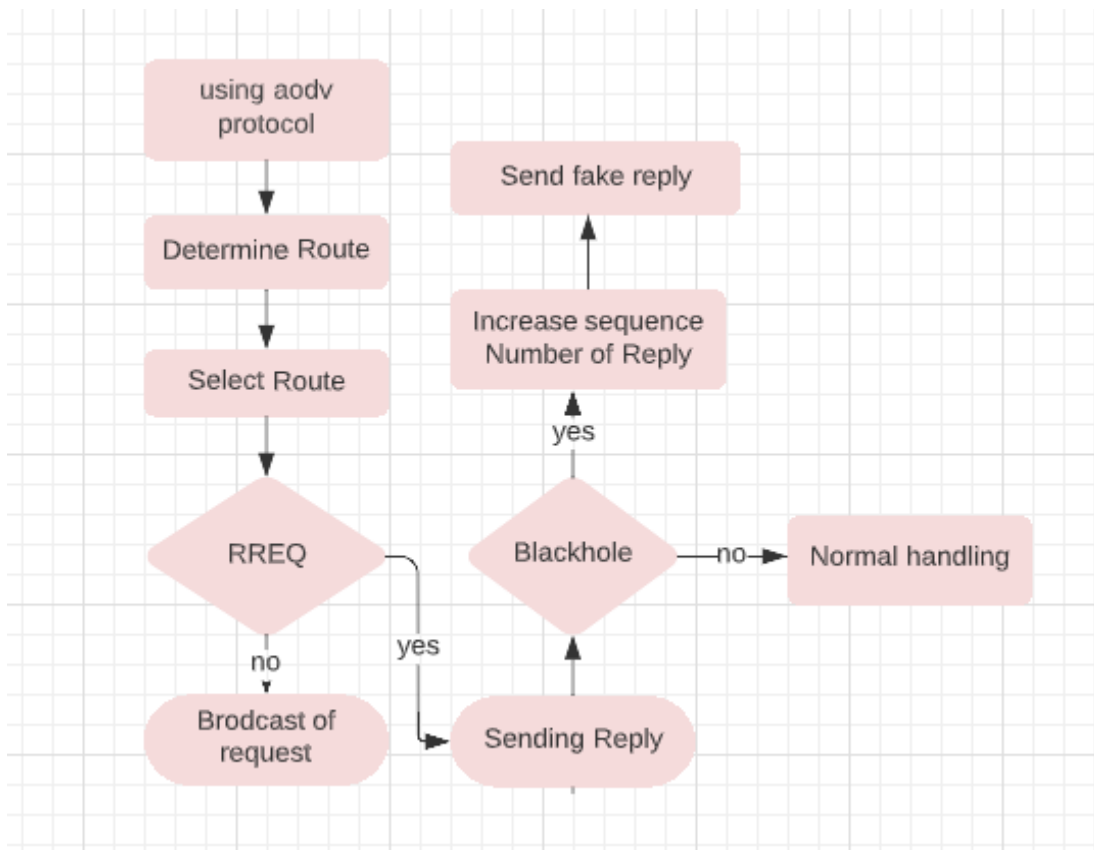 using aodv
protocol
Determine Route
Select Route
RREQ
no
yes
Brodcast of
request
Sending Reply
Blackhole
no
Normal handling
yes
Increase sequence
Number of Reply
Send fake reply